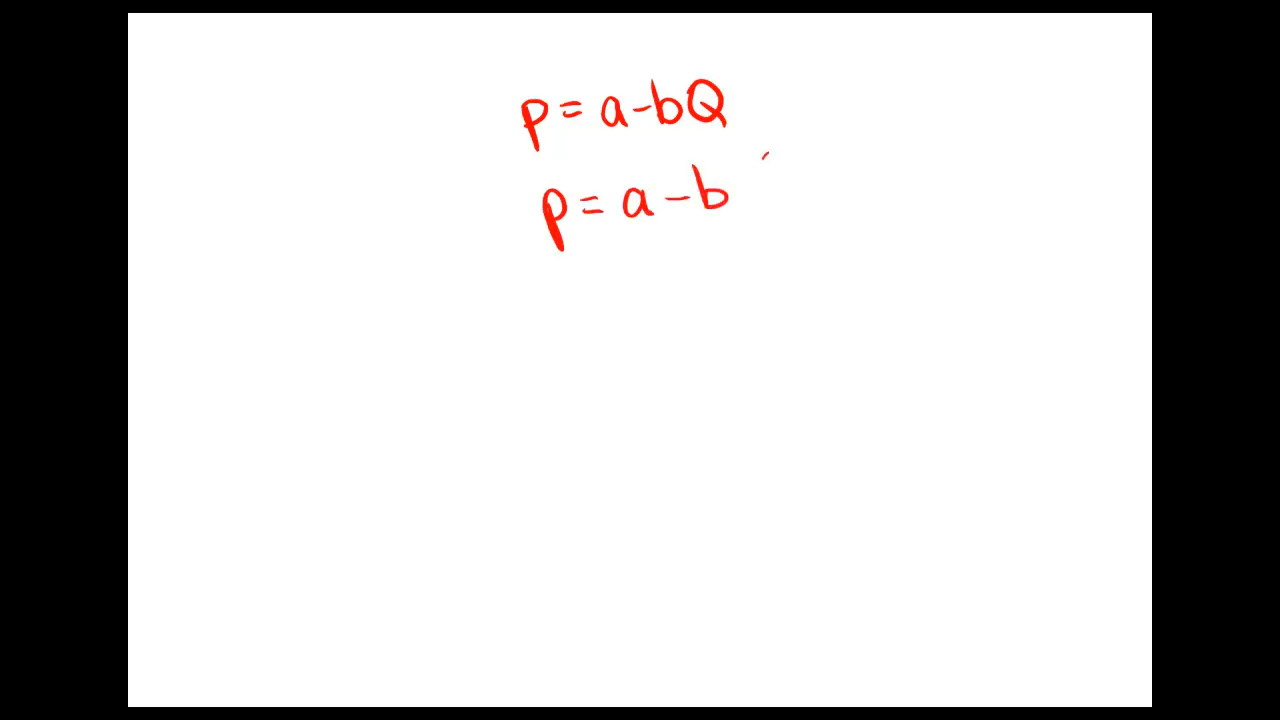 p = a - bQ
p = a - b